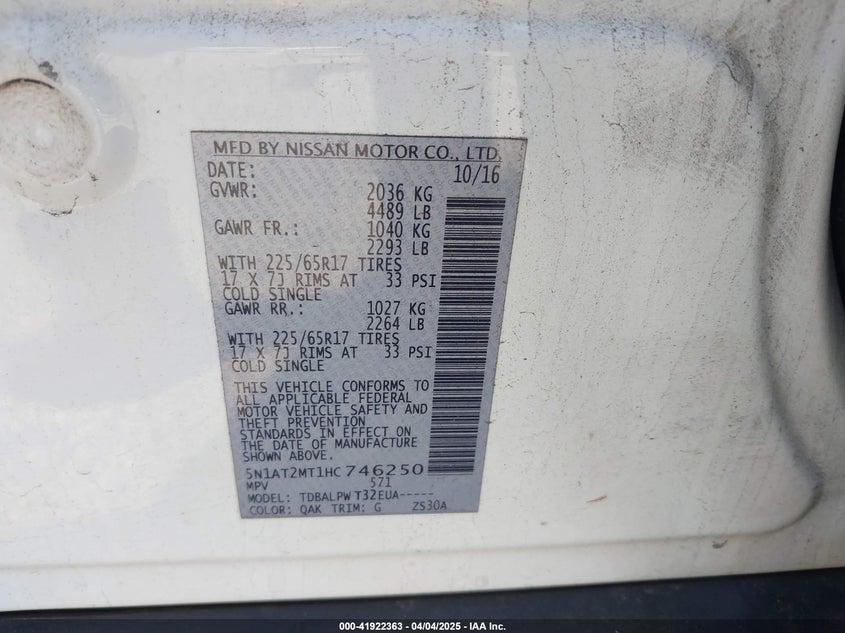 MFD BY NISSAN MOTOR CO., LTD.
DATE: 10/16
GVWR: 2036 KG
4489 LB
GAWR FR.: 1040 KG
2293 LB
WITH 225/65R17 TIRES
17 X 7J RIMS AT 33 PSI
COLD SINGLE
GAWR RR.: 1027 KG
2264 LB
WITH 225/65R17 TIRES
17 X 7J RIMS AT 33 PSI
COLD SINGLE
THIS VEHICLE CONFORMS TO
ALL APPLICABLE FEDERAL
MOTOR VEHICLE SAFETY AND
THEFT PREVENTION
STANDARDS IN EFFECT ON
THE DATE OF MANUFACTURE
SHOWN ABOVE.
5N1AT2MT1HC 746250
MPV 571
MODEL: TDBALPW T32EUA-----
COLOR: QAK TRIM: G ZS30A
000-41922363 - 04/04/2025 - IAA Inc.